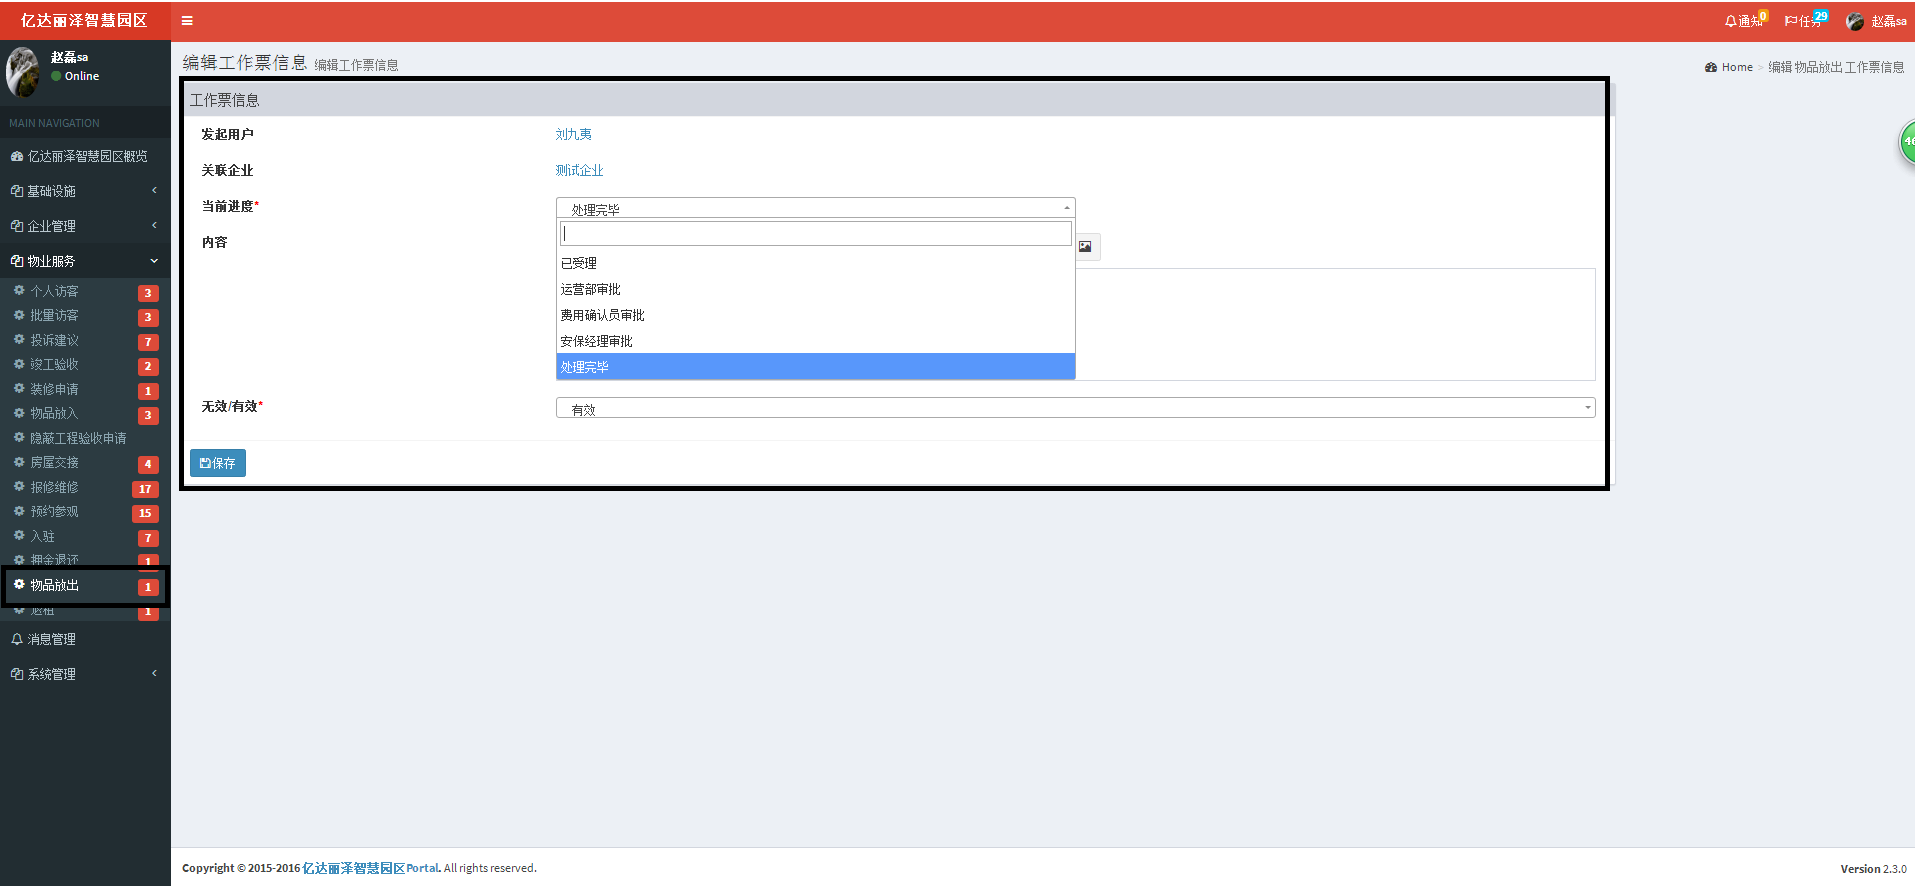 亿达丽泽智慧园区
通知 0
任务 29
赵磊sa
赵磊sa
Online
MAIN NAVIGATION
亿达丽泽智慧园区概览
基础设施
企业管理
物业服务
个人访客 3
批量访客 3
投诉建议 7
竣工验收 2
装修申请 1
物品放入 3
隐蔽工程验收申请
房屋交接 4
报修维修 17
预约参观 15
入驻 7
押金退还 1
物品放出 1
退租 1
消息管理
系统管理
编辑工作票信息 编辑工作票信息
Home > 编辑物品放出工作票信息
工作票信息
发起用户 刘九夷
关联企业 测试企业
当前进度* 处理完毕
内容
已受理
运营部审批
费用确认员审批
安保经理审批
处理完毕
无效/有效* 有效
保存
46
Copyright © 2015-2016 亿达丽泽智慧园区Portal. All rights reserved.
Version 2.3.0